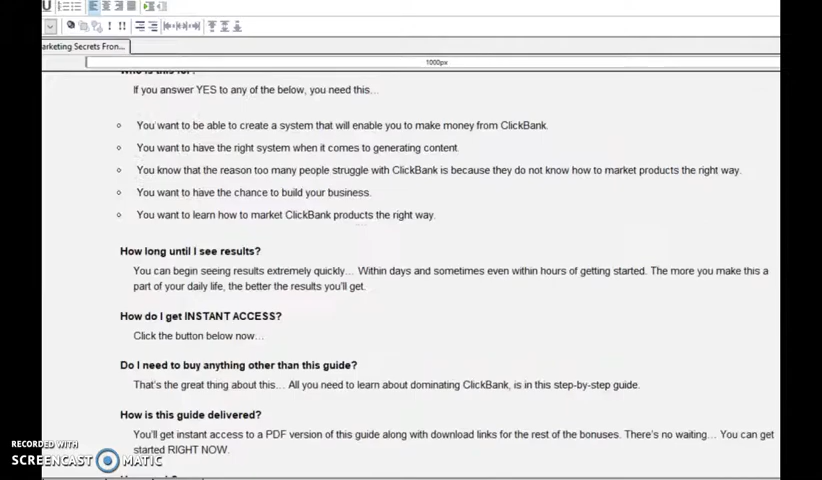 arketing Secrets Fron...
1000px
Who is this for?
If you answer YES to any of the below, you need this...
You want to be able to create a system that will enable you to make money from ClickBank.
You want to have the right system when it comes to generating content.
You know that the reason too many people struggle with ClickBank is because they do not know how to market products the right way.
You want to have the chance to build your business.
You want to learn how to market ClickBank products the right way.
How long until I see results?
You can begin seeing results extremely quickly... Within days and sometimes even within hours of getting started. The more you make this a
part of your daily life, the better the results you'll get.
How do I get INSTANT ACCESS?
Click the button below now...
Do I need to buy anything other than this guide?
That's the great thing about this... All you need to learn about dominating ClickBank, is in this step-by-step guide.
How is this guide delivered?
You'll get instant access to a PDF version of this guide along with download links for the rest of the bonuses. There's no waiting... You can get
started RIGHT NOW.
RECORDED WITH
SCREENCAST MATIC